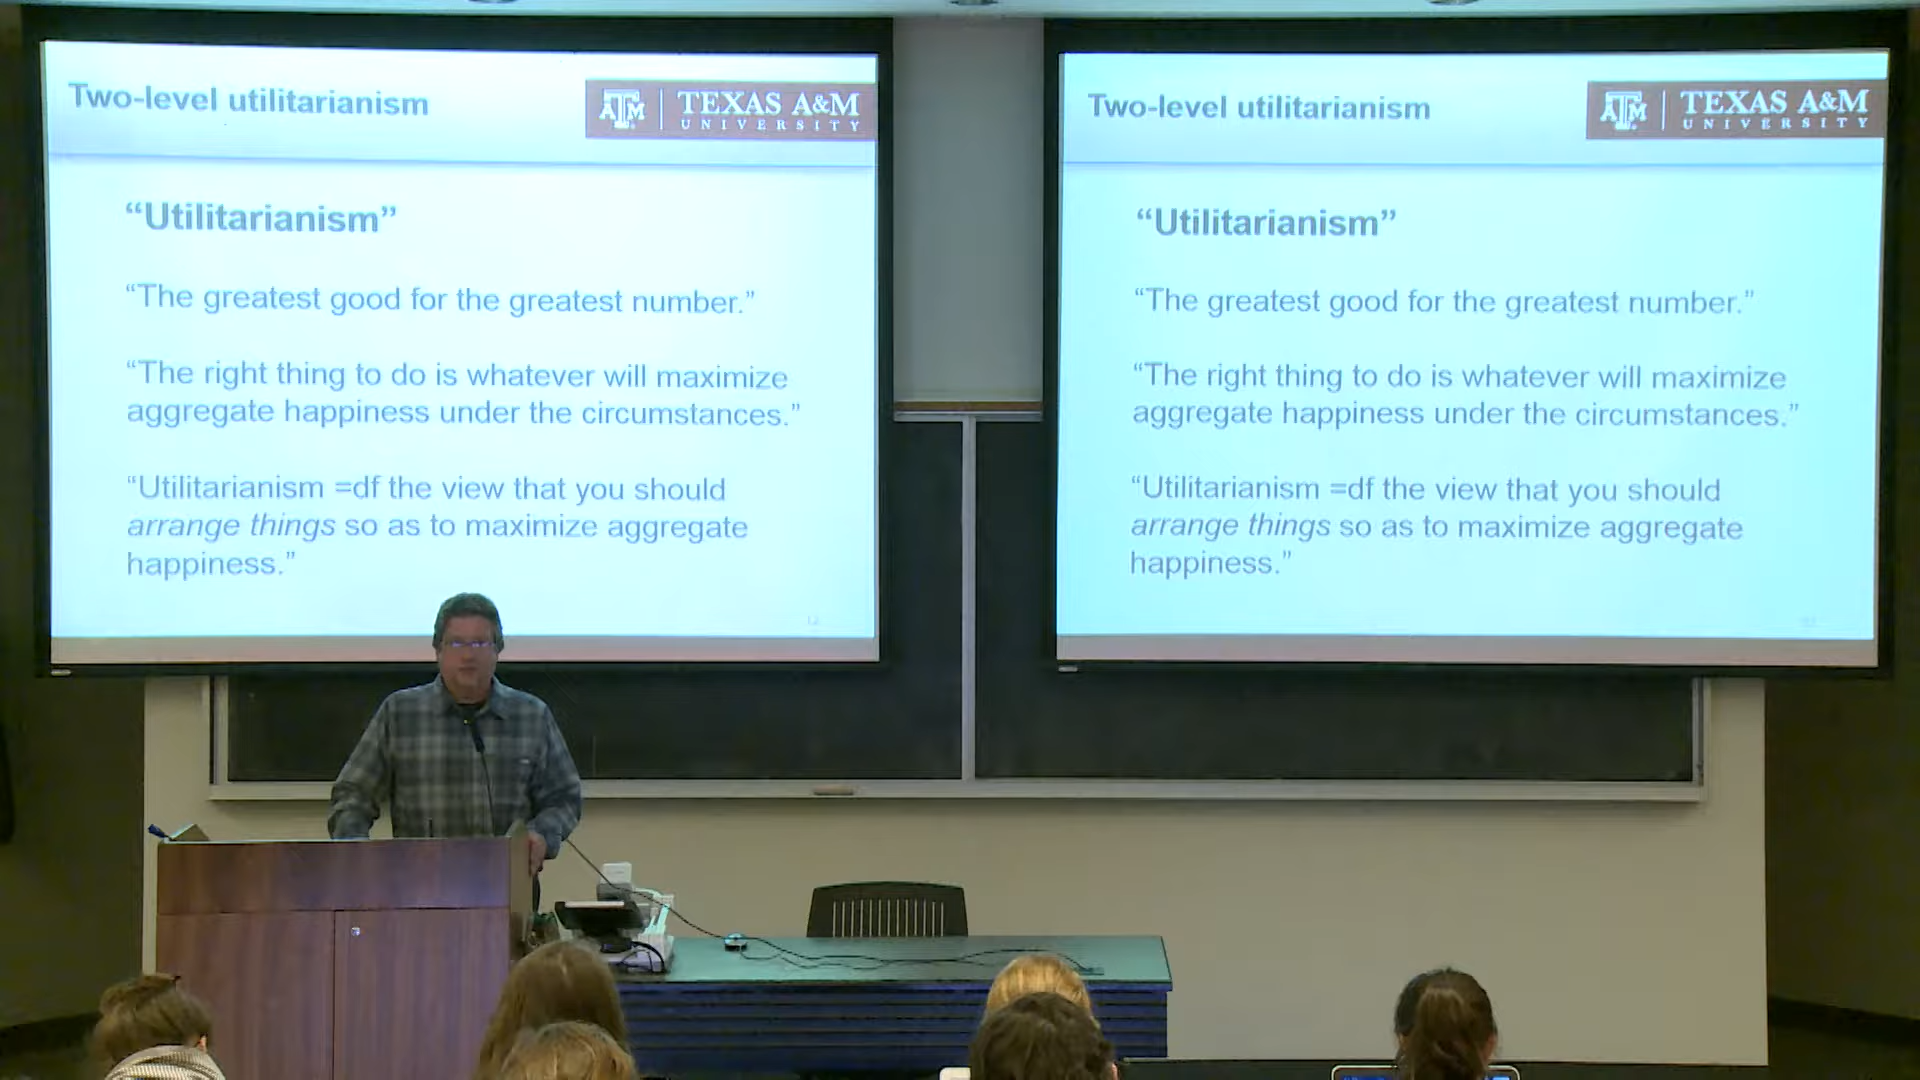 Two-level utilitarianism
ATM | TEXAS A&M
UNIVERSITY
“Utilitarianism”
“The greatest good for the greatest number.”
“The right thing to do is whatever will maximize
aggregate happiness under the circumstances.”
“Utilitarianism =df the view that you should
arrange things so as to maximize aggregate
happiness.”
12
Two-level utilitarianism
ATM | TEXAS A&M
UNIVERSITY
“Utilitarianism”
“The greatest good for the greatest number.”
“The right thing to do is whatever will maximize
aggregate happiness under the circumstances.”
“Utilitarianism =df the view that you should
arrange things so as to maximize aggregate
happiness.”